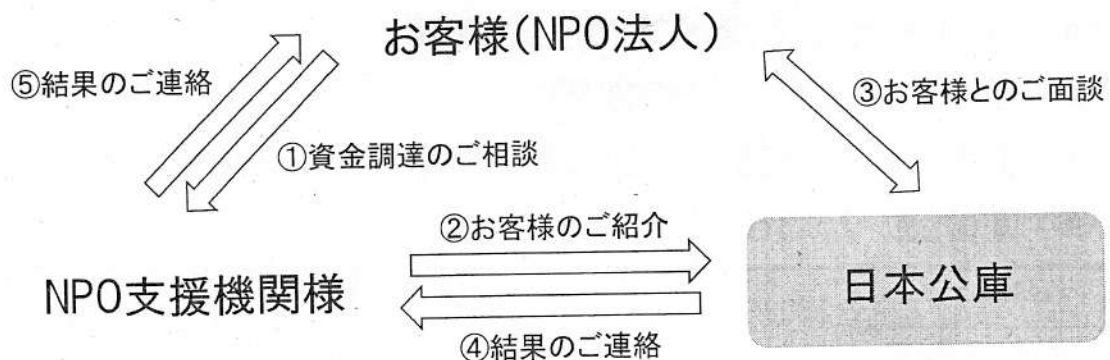 お客様(NPO法人)
⑤結果のご連絡
③お客様とのご面談
①資金調達のご相談
②お客様のご紹介
NPO支援機関様
日本公庫
④結果のご連絡